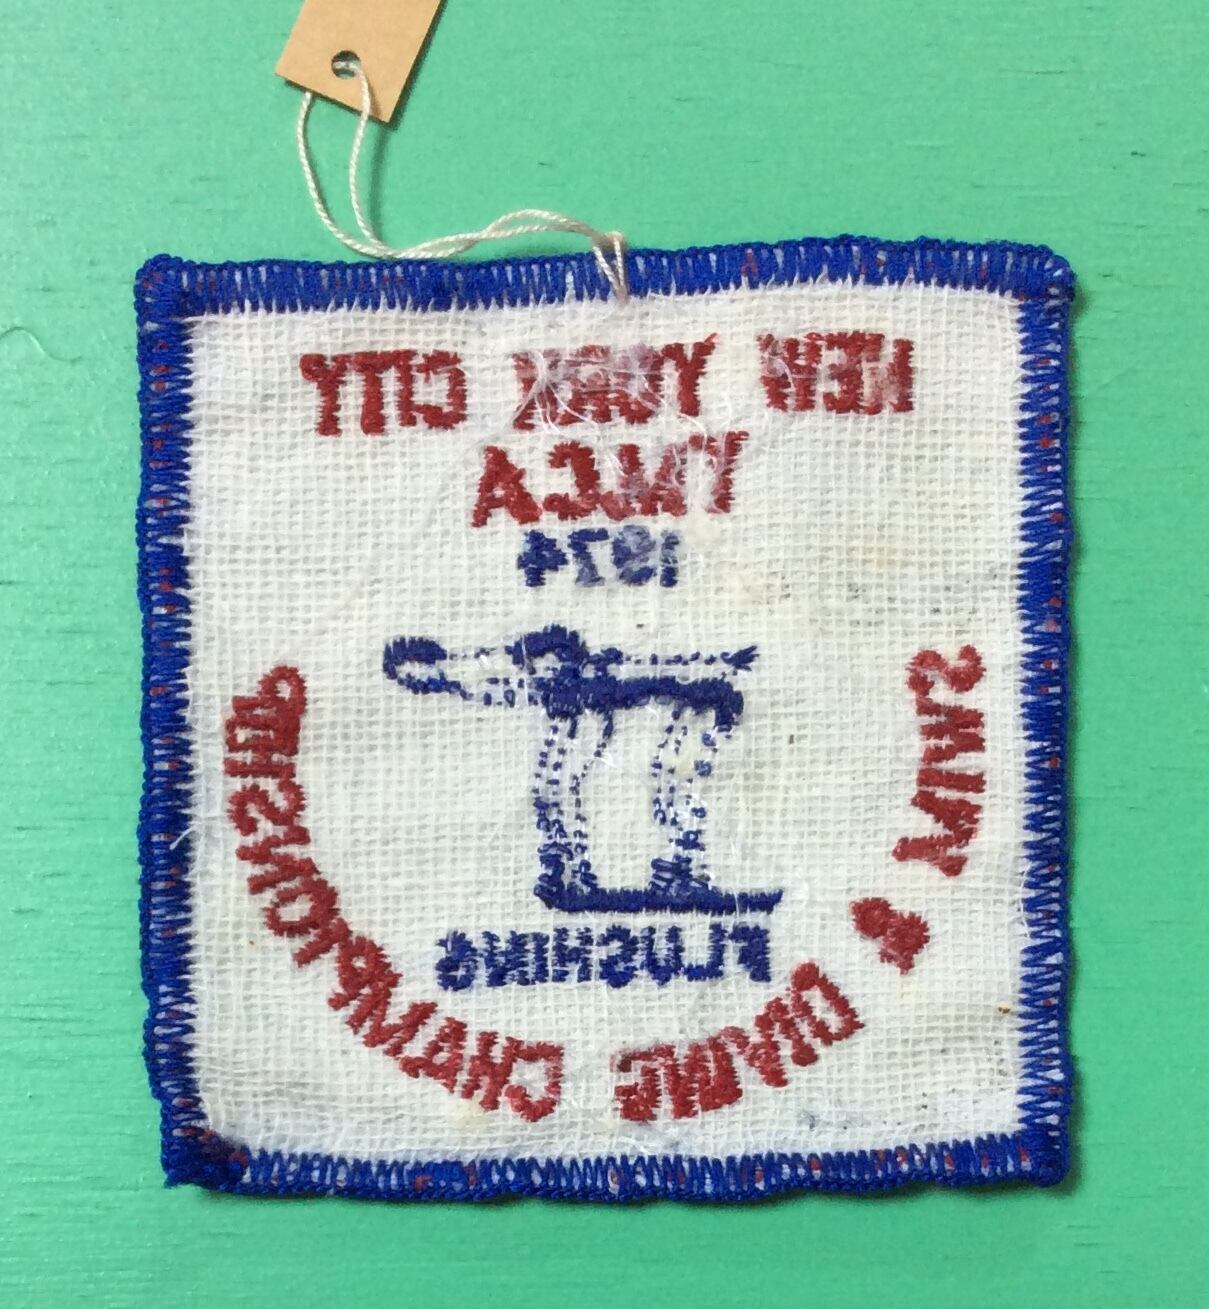 NEW YORK CITY
YMCA
1974
FLUSHING
SWIM & DIVING CHAMPIONSHIP